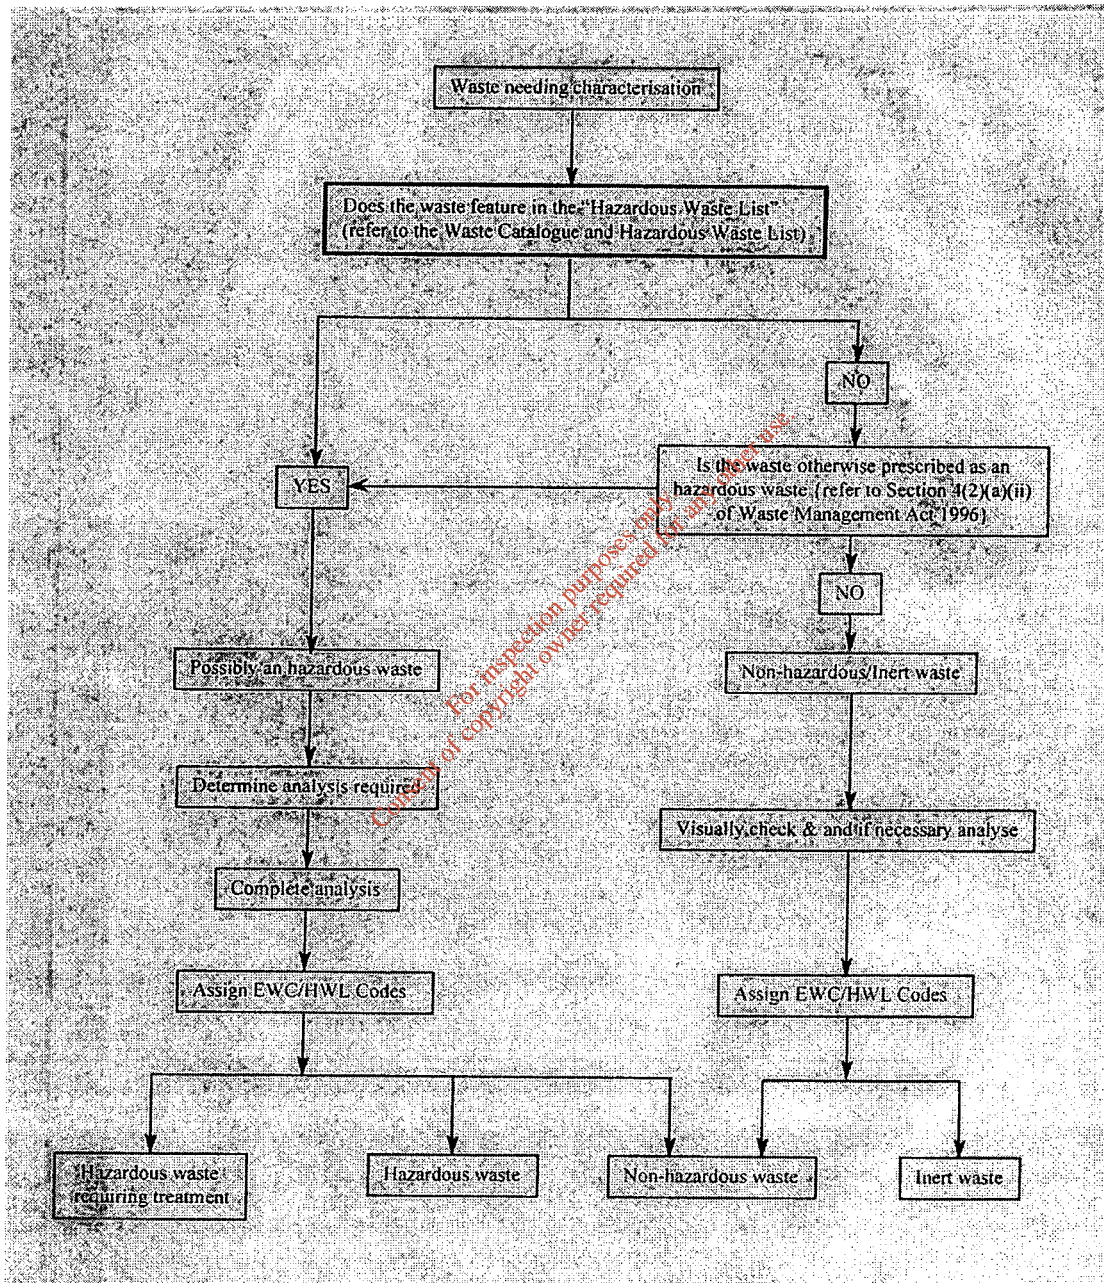 Waste needing characterisation
Does the waste feature in the "Hazardous Waste List"
(refer to the Waste Catalogue and Hazardous Waste List)
NO
YES
Is the waste otherwise prescribed as an
hazardous waste {refer to Section 4(2)(a)(ii)
of Waste Management Act 1996}
NO
Possibly an hazardous waste
Non-hazardous/Inert waste
Determine analysis required
Visually check & and if necessary analyse
Complete analysis
Assign EWC/HWL Codes
Assign EWC/HWL Codes
Hazardous waste
requiring treatment
Hazardous waste
Non-hazardous waste
Inert waste
For inspection purposes only.
Consent of copyright owner required for any other use.